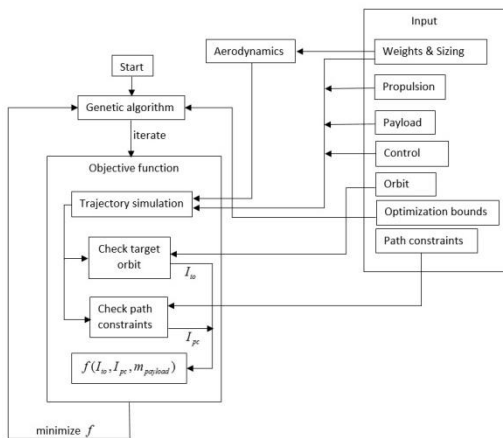 Input
Start
Aerodynamics
Weights & Sizing
Genetic algorithm
Propulsion
iterate
Payload
Objective function
Control
Trajectory simulation
Orbit
Optimization bounds
Check target
orbit
Path constraints
I_to
Check path
constraints
I_pc
f(I_to, I_pc, m_payload)
minimize f